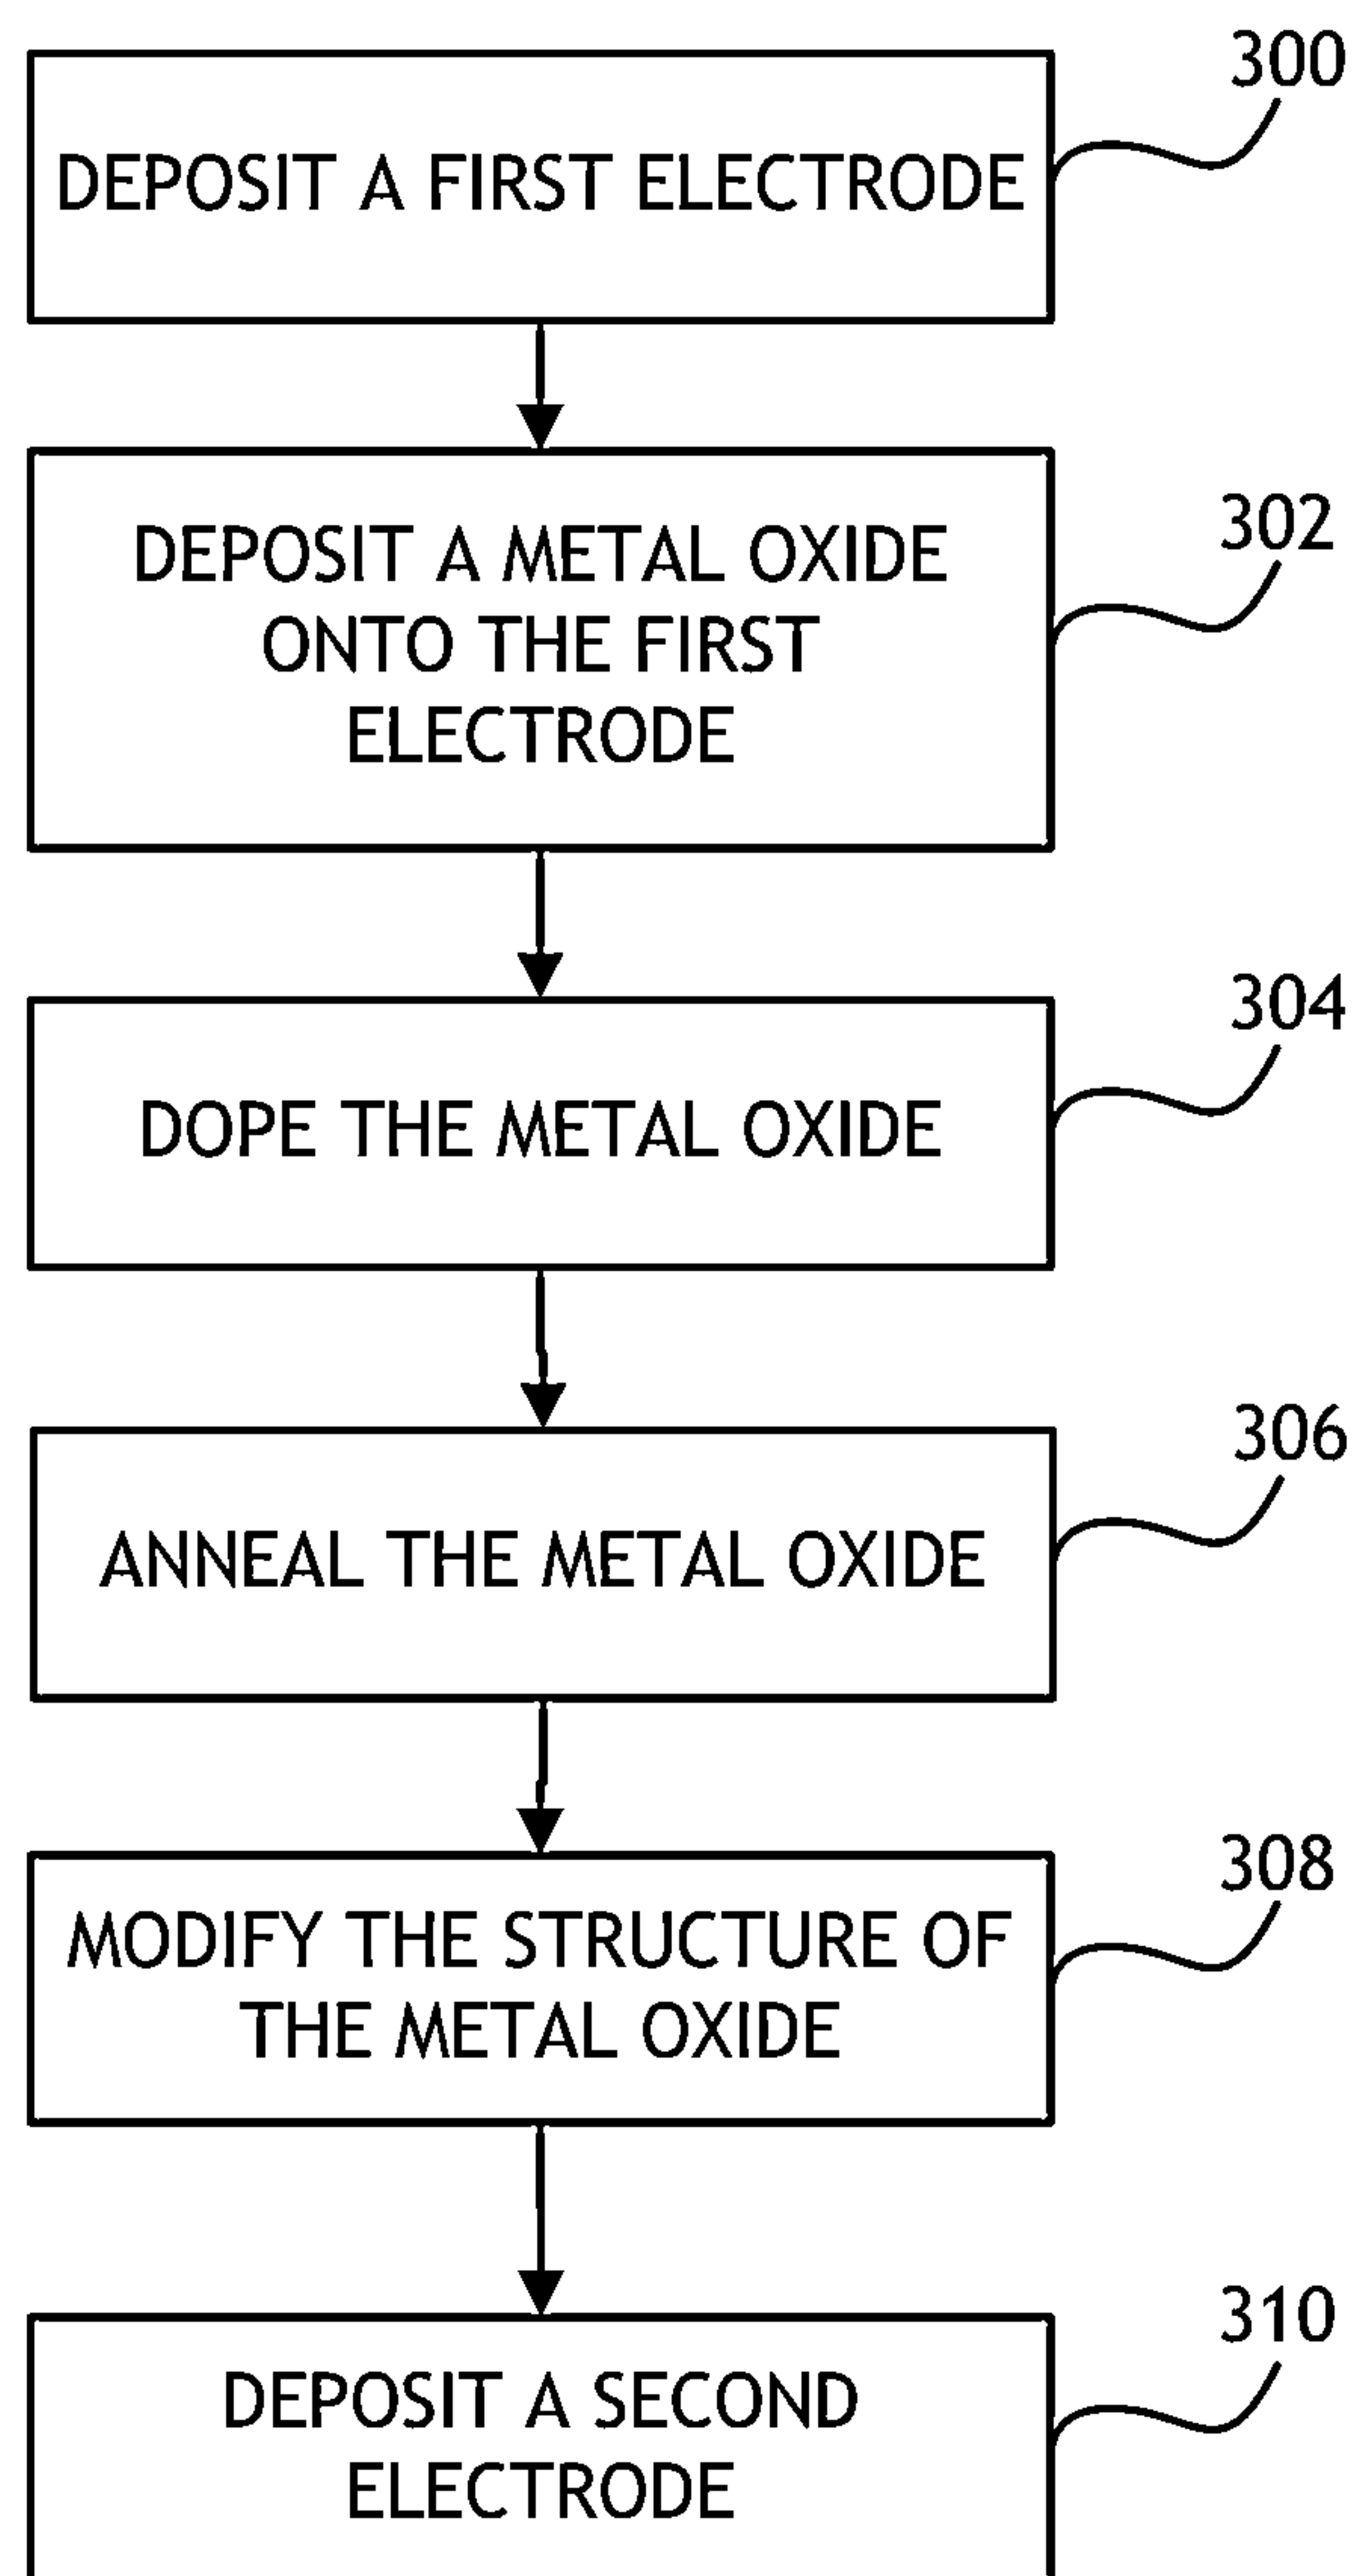 300
DEPOSIT A FIRST ELECTRODE
302
DEPOSIT A METAL OXIDE
ONTO THE FIRST
ELECTRODE
304
DOPE THE METAL OXIDE
306
ANNEAL THE METAL OXIDE
308
MODIFY THE STRUCTURE OF
THE METAL OXIDE
310
DEPOSIT A SECOND
ELECTRODE